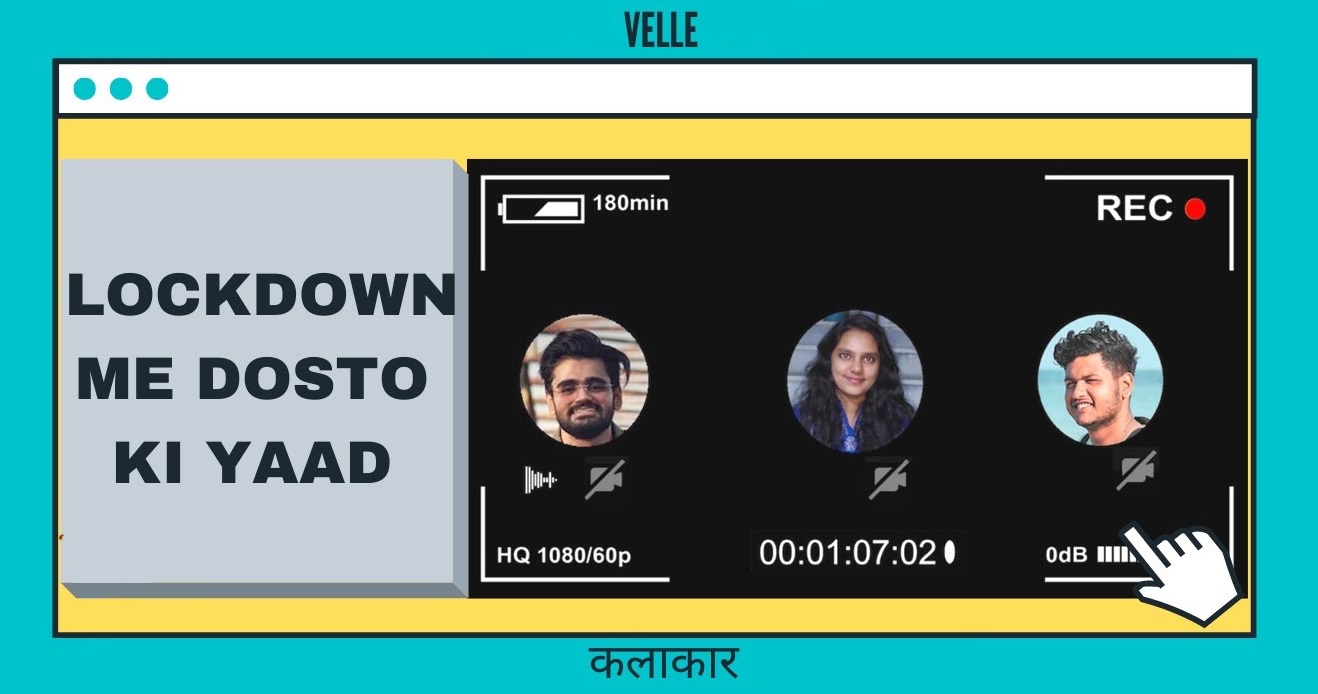 VELLE
180min
REC
LOCKDOWN
ME DOSTO
KI YAAD
HQ 1080/60p
00:01:07:02
0dB
कलाकार